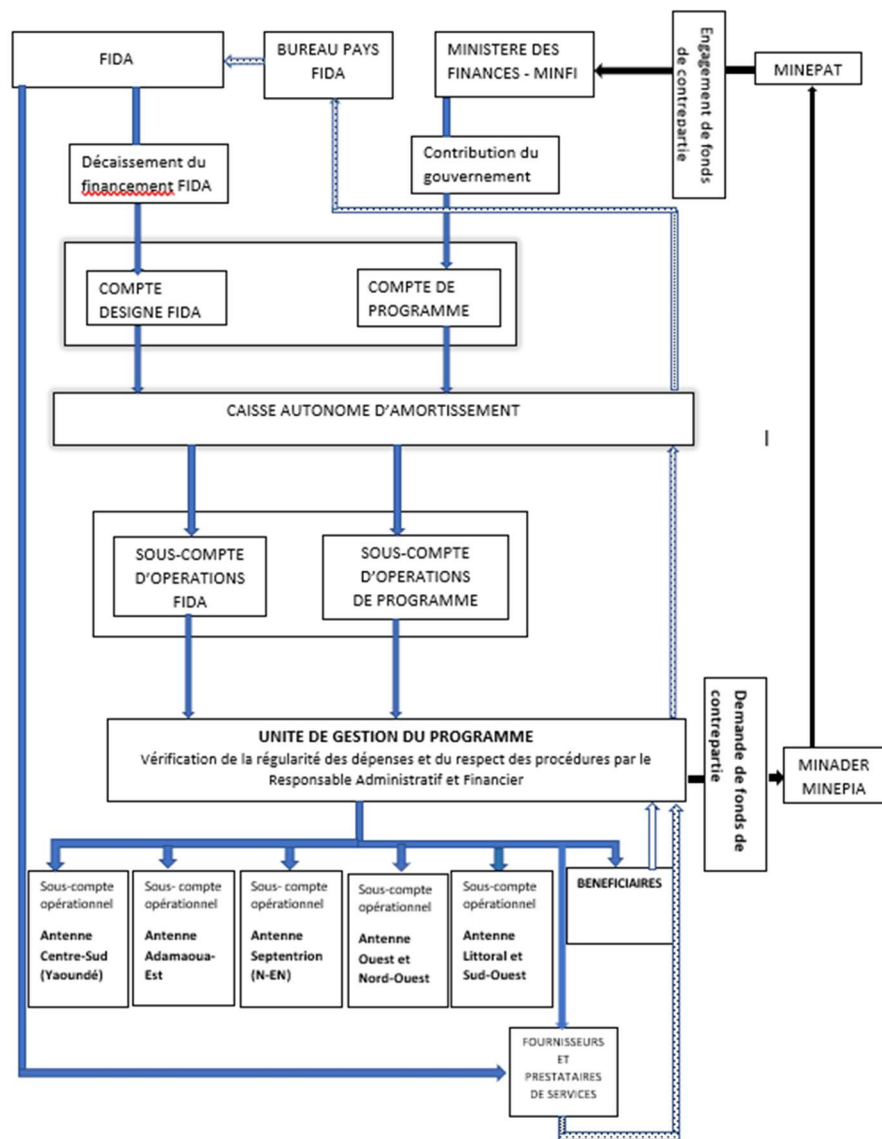 FIDA
BUREAU PAYS
FIDA
MINISTERE DES
FINANCES - MINFI
Engagement de fonds
de contrepartie
MINEPAT
Décaissement du
financement FIDA
Contribution du
gouvernement
COMPTE
DESIGNE FIDA
COMPTE DE
PROGRAMME
CAISSE AUTONOME D'AMORTISSEMENT
SOUS-COMPTE
D'OPERATIONS
FIDA
SOUS-COMPTE
D'OPERATIONS
DE PROGRAMME
UNITE DE GESTION DU PROGRAMME
Vérification de la régularité des dépenses et du respect des procédures par le
Responsable Administratif et Financier
Demande de fonds de
contrepartie
MINADER
MINEPIA
Sous-compte
opérationnel
Antenne
Centre-Sud
(Yaoundé)
Sous- compte
opérationnel
Antenne
Adamaoua-
Est
Sous- compte
opérationnel
Antenne
Septentrion
(N-EN)
Sous-compte
opérationnel
Antenne
Ouest et
Nord-Ouest
Sous-compte
opérationnel
Antenne
Littoral et
Sud-Ouest
BENEFICIAIRES
FOURNISSEURS
ET
PRESTATAIRES
DE SERVICES